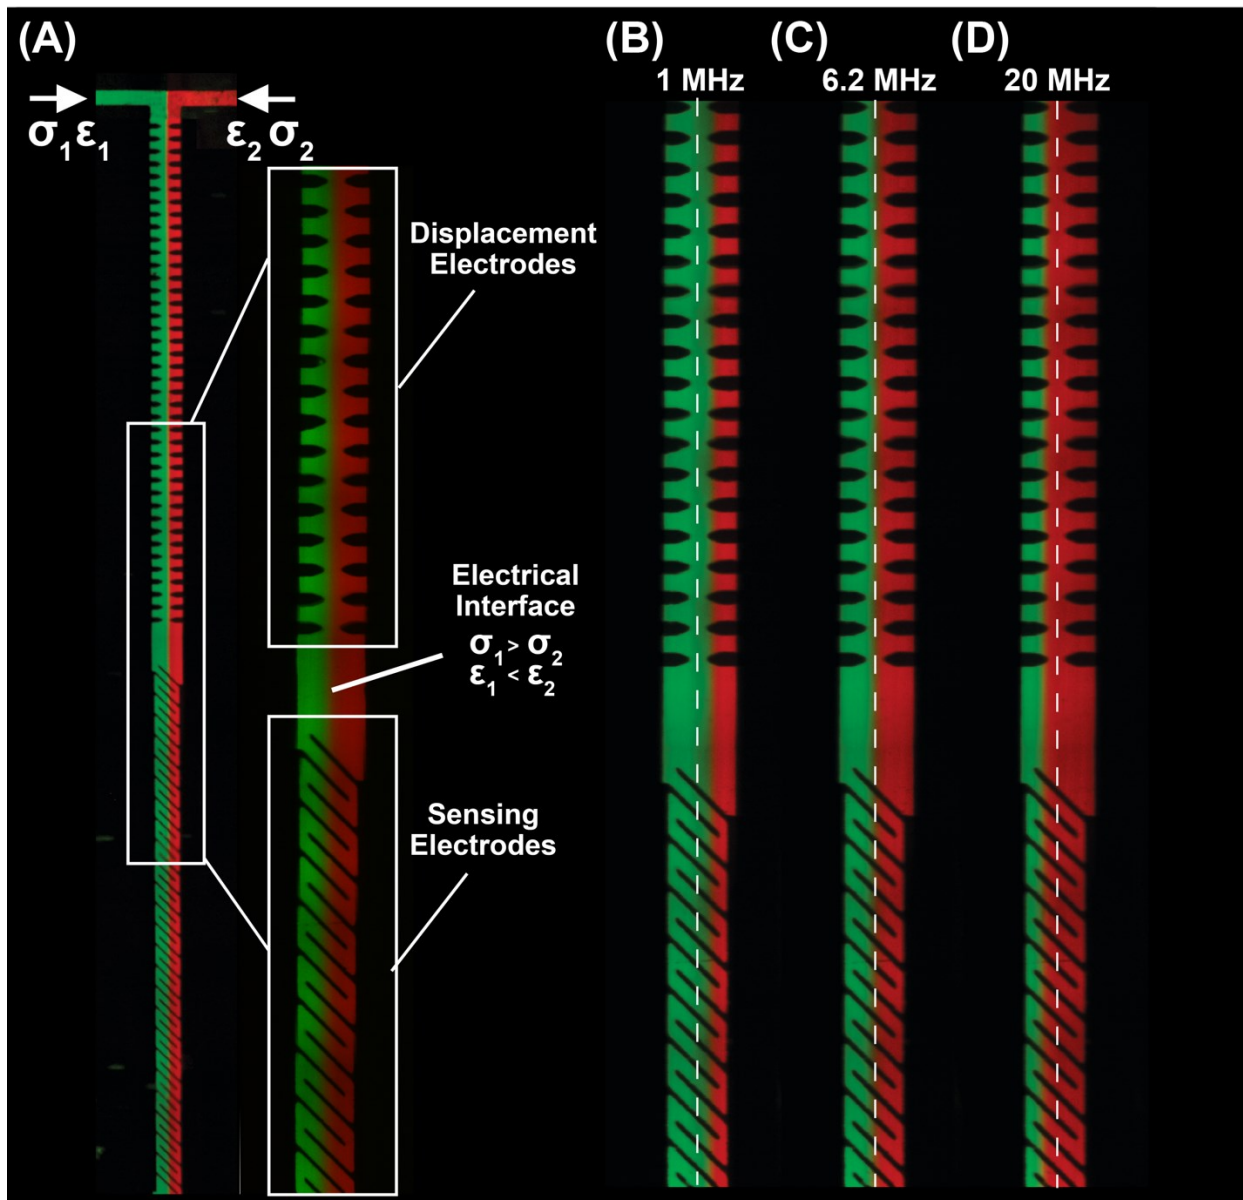 (A)
(B)
(C)
(D)
1 MHz
6.2 MHz
20 MHz
σ₁ε₁
ε₂σ₂
Displacement
Electrodes
Electrical
Interface
σ₁ > σ₂
ε₁ < ε₂
Sensing
Electrodes